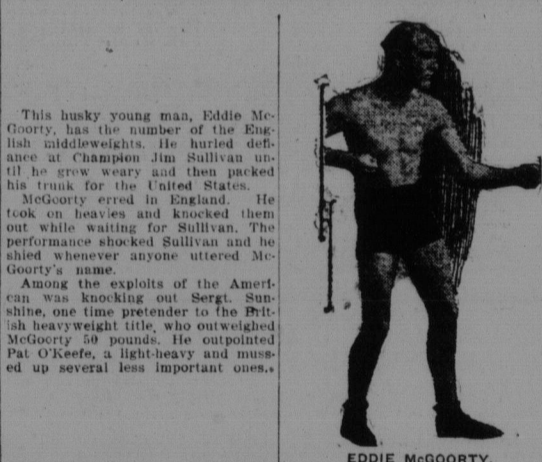 This husky young man, Eddie Mc-
Goorty, has the number of the Eng-
lish middleweights. He hurled defi-
ance at Champion Jim Sullivan un-
til he grew weary and then packed
his trunk for the United States.
McGoorty erred in England. He
took on heavies and knocked them
out while waiting for Sullivan. The
performance shocked Sullivan and he
shied whenever anyone uttered Mc-
Goorty's name.
Among the exploits of the Ameri-
can was knocking out Sergt. Sun-
shine, one time pretender to the Brit-
ish heavyweight title, who outweighed
McGoorty 50 pounds. He outpointed
Pat O'Keefe, a light-heavy and muss-
ed up several less important ones.
EDDIE McGOORTY.